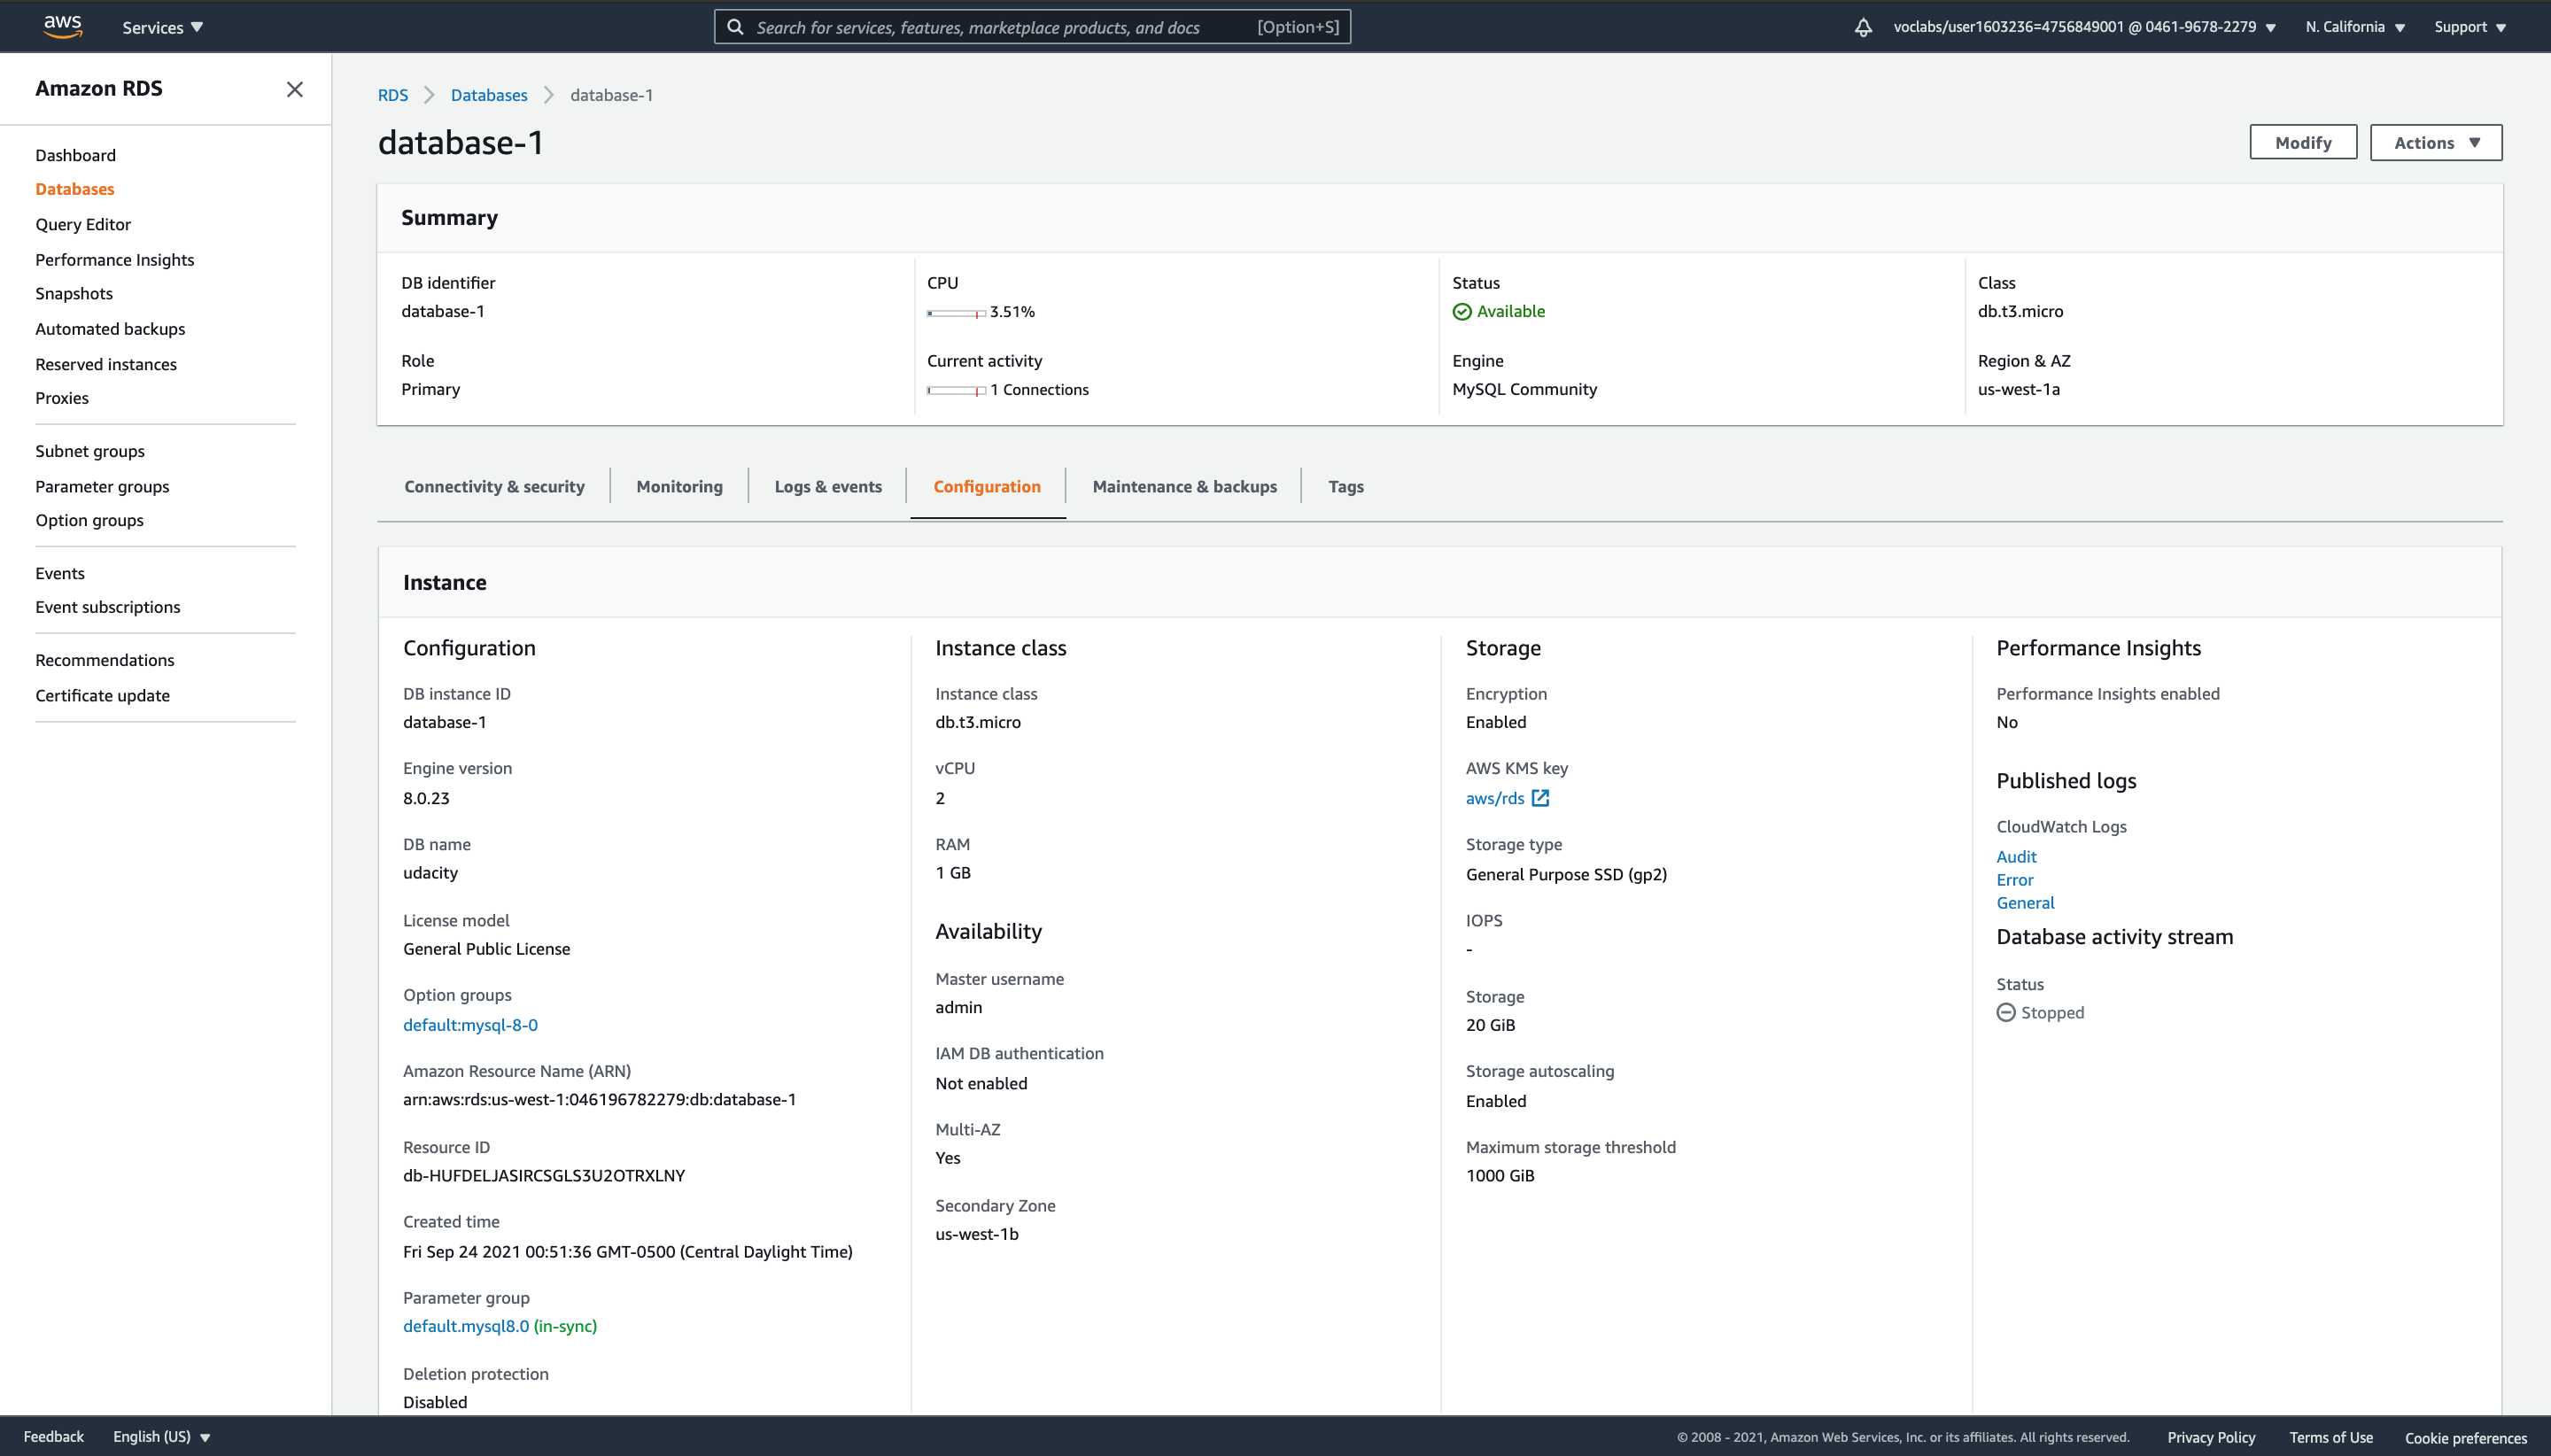 aws
Services
Search for services, features, marketplace products, and docs [Option+S]
voclabs/user1603236=4756849001 @ 0461-9678-2279
N. California
Support
Amazon RDS
Dashboard
Databases
Query Editor
Performance Insights
Snapshots
Automated backups
Reserved instances
Proxies
Subnet groups
Parameter groups
Option groups
Events
Event subscriptions
Recommendations
Certificate update
RDS
Databases
database-1
database-1
Modify
Actions
Summary
DB identifier
database-1
Role
Primary
CPU
3.51%
Current activity
1 Connections
Status
Available
Engine
MySQL Community
Class
db.t3.micro
Region & AZ
us-west-1a
Connectivity & security
Monitoring
Logs & events
Configuration
Maintenance & backups
Tags
Instance
Configuration
DB instance ID
database-1
Engine version
8.0.23
DB name
udacity
License model
General Public License
Option groups
default:mysql-8-0
Amazon Resource Name (ARN)
arn:aws:rds:us-west-1:046196782279:db:database-1
Resource ID
db-HUFDELJASIRCSGLS3U2OTRXLNY
Created time
Fri Sep 24 2021 00:51:36 GMT-0500 (Central Daylight Time)
Parameter group
default.mysql8.0 (in-sync)
Deletion protection
Disabled
Instance class
Instance class
db.t3.micro
vCPU
2
RAM
1 GB
Availability
Master username
admin
IAM DB authentication
Not enabled
Multi-AZ
Yes
Secondary Zone
us-west-1b
Storage
Encryption
Enabled
AWS KMS key
aws/rds
Storage type
General Purpose SSD (gp2)
IOPS
-
Storage
20 GiB
Storage autoscaling
Enabled
Maximum storage threshold
1000 GiB
Performance Insights
Performance Insights enabled
No
Published logs
CloudWatch Logs
Audit
Error
General
Database activity stream
Status
Stopped
Feedback
English (US)
© 2008 - 2021, Amazon Web Services, Inc. or its affiliates. All rights reserved.
Privacy Policy
Terms of Use
Cookie preferences